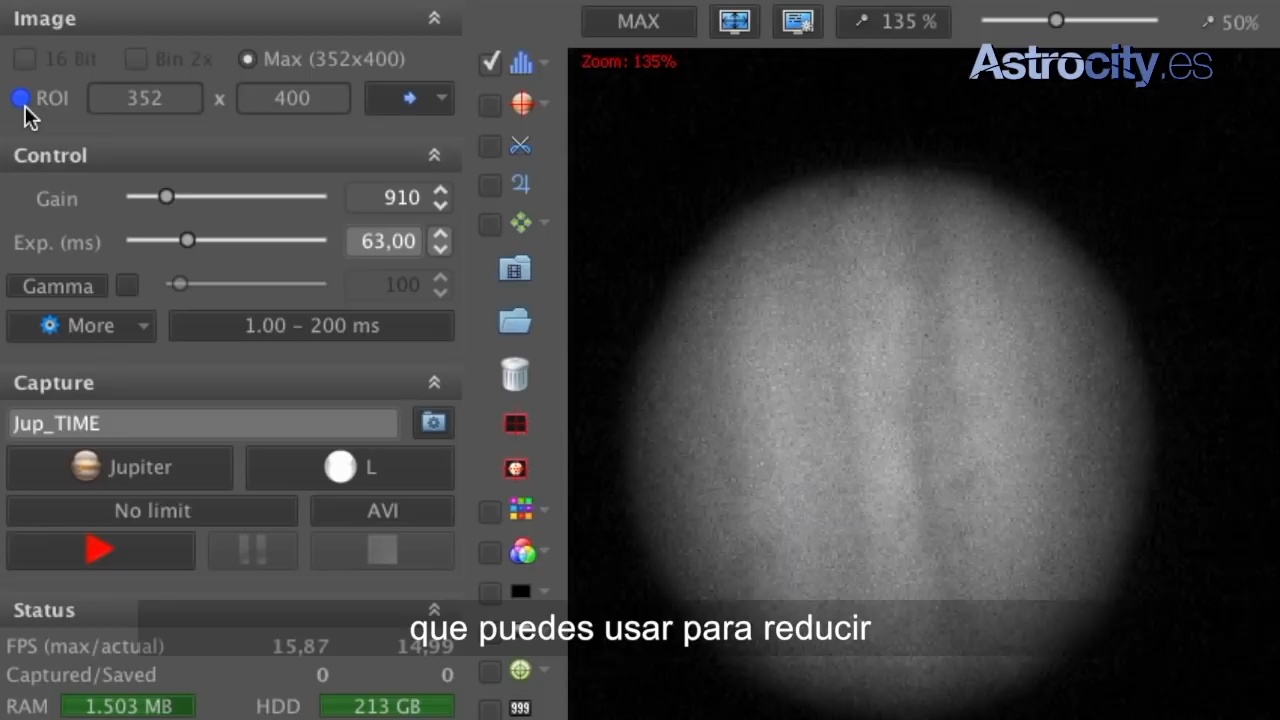 Image
16 Bit Bin 2x Max (352x400)
ROI 352 x 400
Control
Gain 910
Exp. (ms) 63,00
Gamma 100
More 1.00 - 200 ms
Capture
Jup_TIME
Jupiter L
No limit AVI
Status
FPS (max/actual) 15,87 14,99
Captured/Saved 0 0
RAM 1.503 MB HDD 213 GB
999
MAX 135 % 50%
Zoom: 135%
Astrocity.es
que puedes usar para reducir